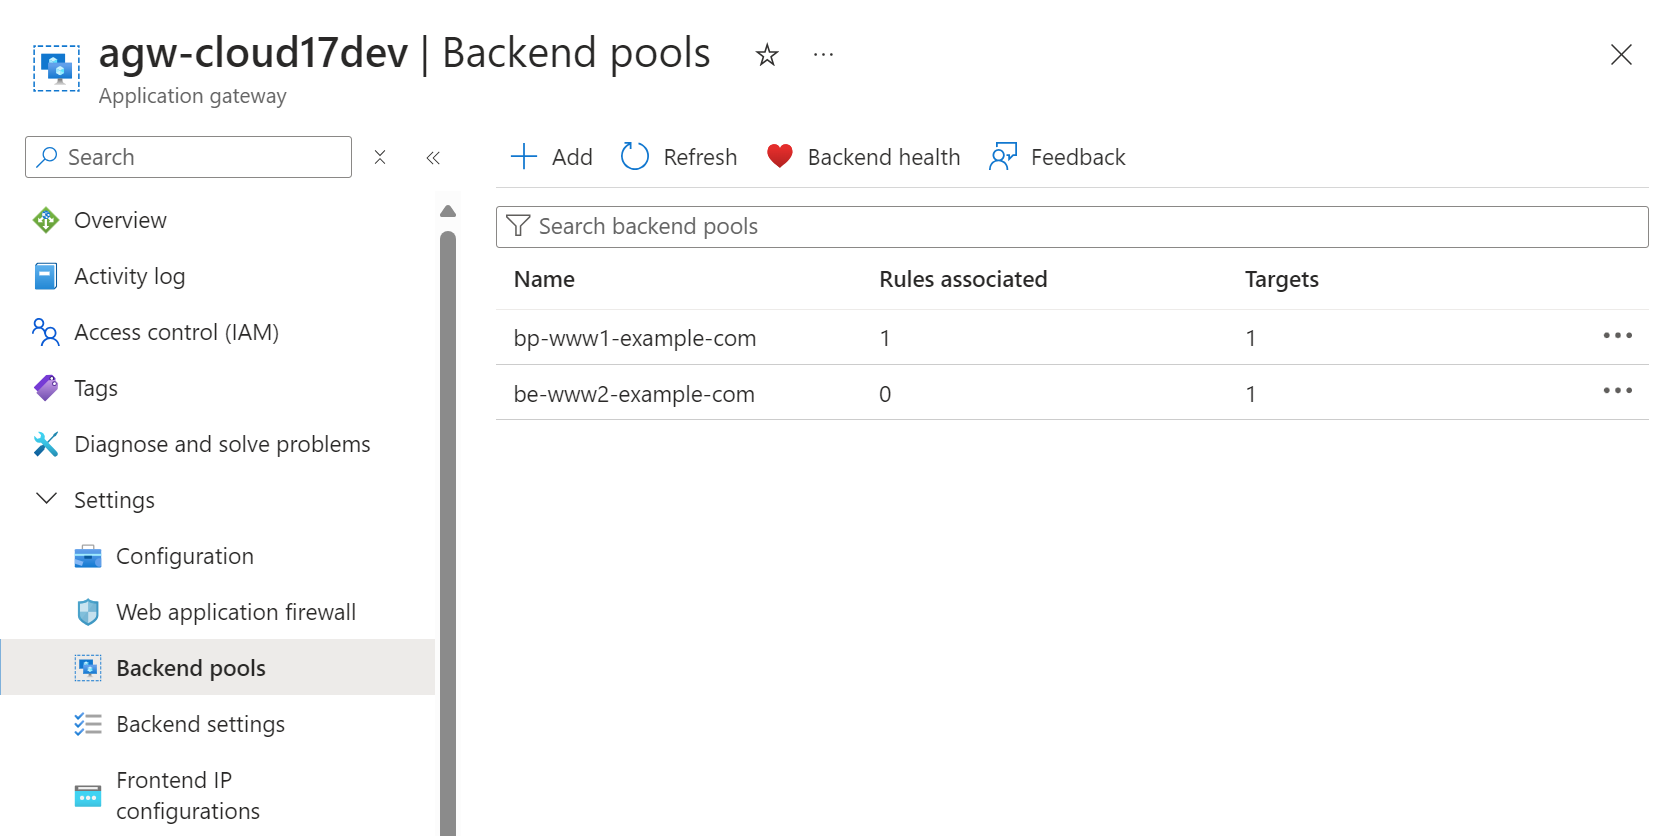 agw-cloud17dev | Backend pools
Application gateway
Search
Overview
Activity log
Access control (IAM)
Tags
Diagnose and solve problems
Settings
Configuration
Web application firewall
Backend pools
Backend settings
Frontend IP
configurations
Add Refresh Backend health Feedback
Search backend pools
Name Rules associated Targets
bp-www1-example-com 1 1
be-www2-example-com 0 1